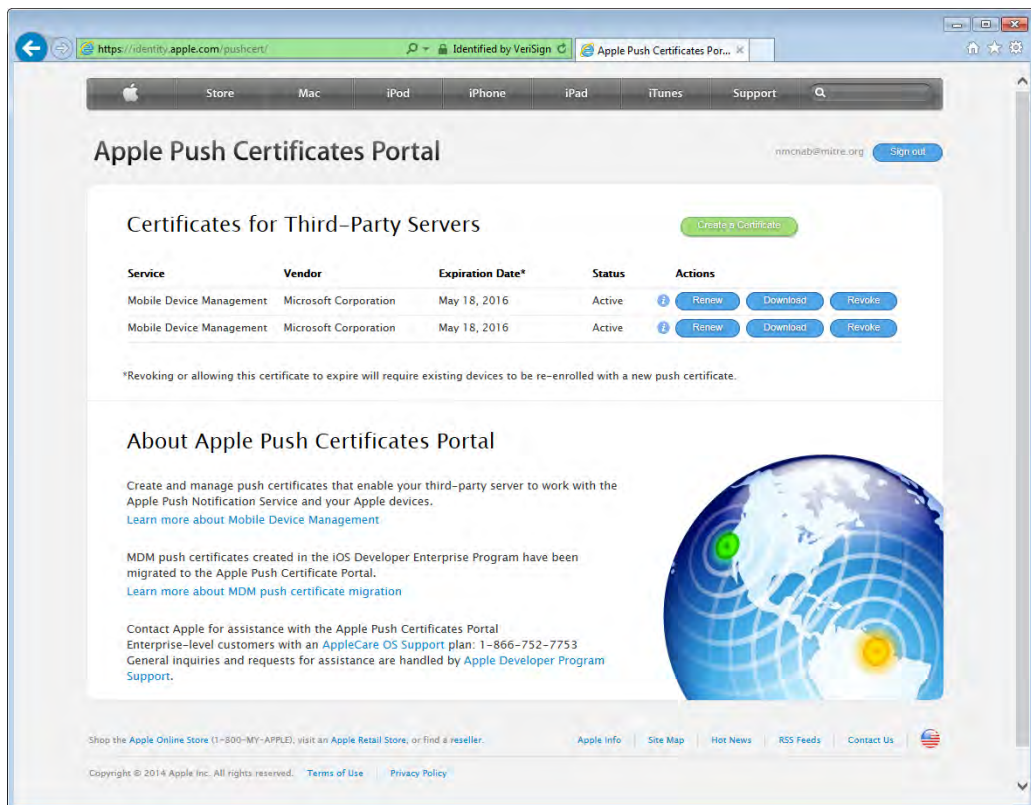 https://identity.apple.com/pushcert/ Identified by VeriSign Apple Push Certificates Por...
Store Mac iPod iPhone iPad iTunes Support
Apple Push Certificates Portal
nmcnab@mitre.org Sign out
Certificates for Third-Party Servers
Create a Certificate
Service Vendor Expiration Date* Status Actions
Mobile Device Management Microsoft Corporation May 18, 2016 Active i Renew Download Revoke
Mobile Device Management Microsoft Corporation May 18, 2016 Active i Renew Download Revoke
*Revoking or allowing this certificate to expire will require existing devices to be re-enrolled with a new push certificate.
About Apple Push Certificates Portal
Create and manage push certificates that enable your third-party server to work with the
Apple Push Notification Service and your Apple devices.
Learn more about Mobile Device Management
MDM push certificates created in the iOS Developer Enterprise Program have been
migrated to the Apple Push Certificate Portal.
Learn more about MDM push certificate migration
Contact Apple for assistance with the Apple Push Certificates Portal
Enterprise-level customers with an AppleCare OS Support plan: 1-866-752-7753
General inquiries and requests for assistance are handled by Apple Developer Program
Support.
Shop the Apple Online Store (1-800-MY-APPLE), visit an Apple Retail Store, or find a reseller.
Apple Info Site Map Hot News RSS Feeds Contact Us
Copyright © 2014 Apple Inc. All rights reserved. Terms of Use Privacy Policy